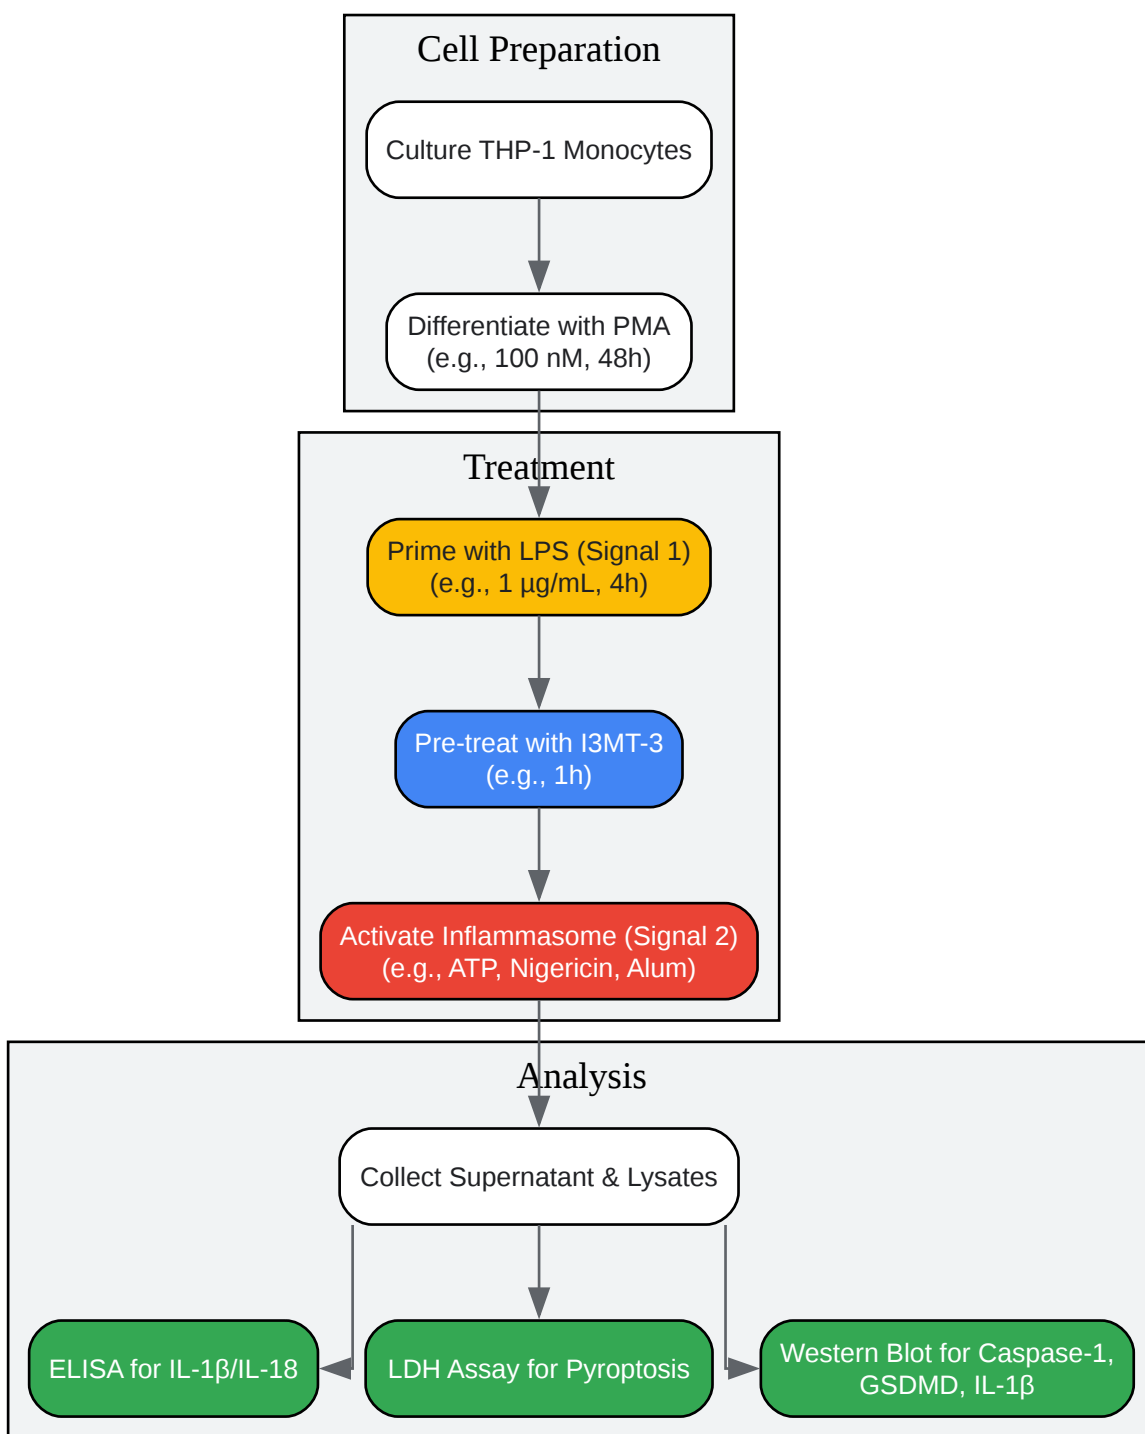 Cell Preparation
Culture THP-1 Monocytes
Differentiate with PMA
(e.g., 100 nM, 48h)
Treatment
Prime with LPS (Signal 1)
(e.g., 1 µg/mL, 4h)
Pre-treat with I3MT-3
(e.g., 1h)
Activate Inflammasome (Signal 2)
(e.g., ATP, Nigericin, Alum)
Analysis
Collect Supernatant & Lysates
ELISA for IL-1β/IL-18
LDH Assay for Pyroptosis
Western Blot for Caspase-1,
GSDMD, IL-1β